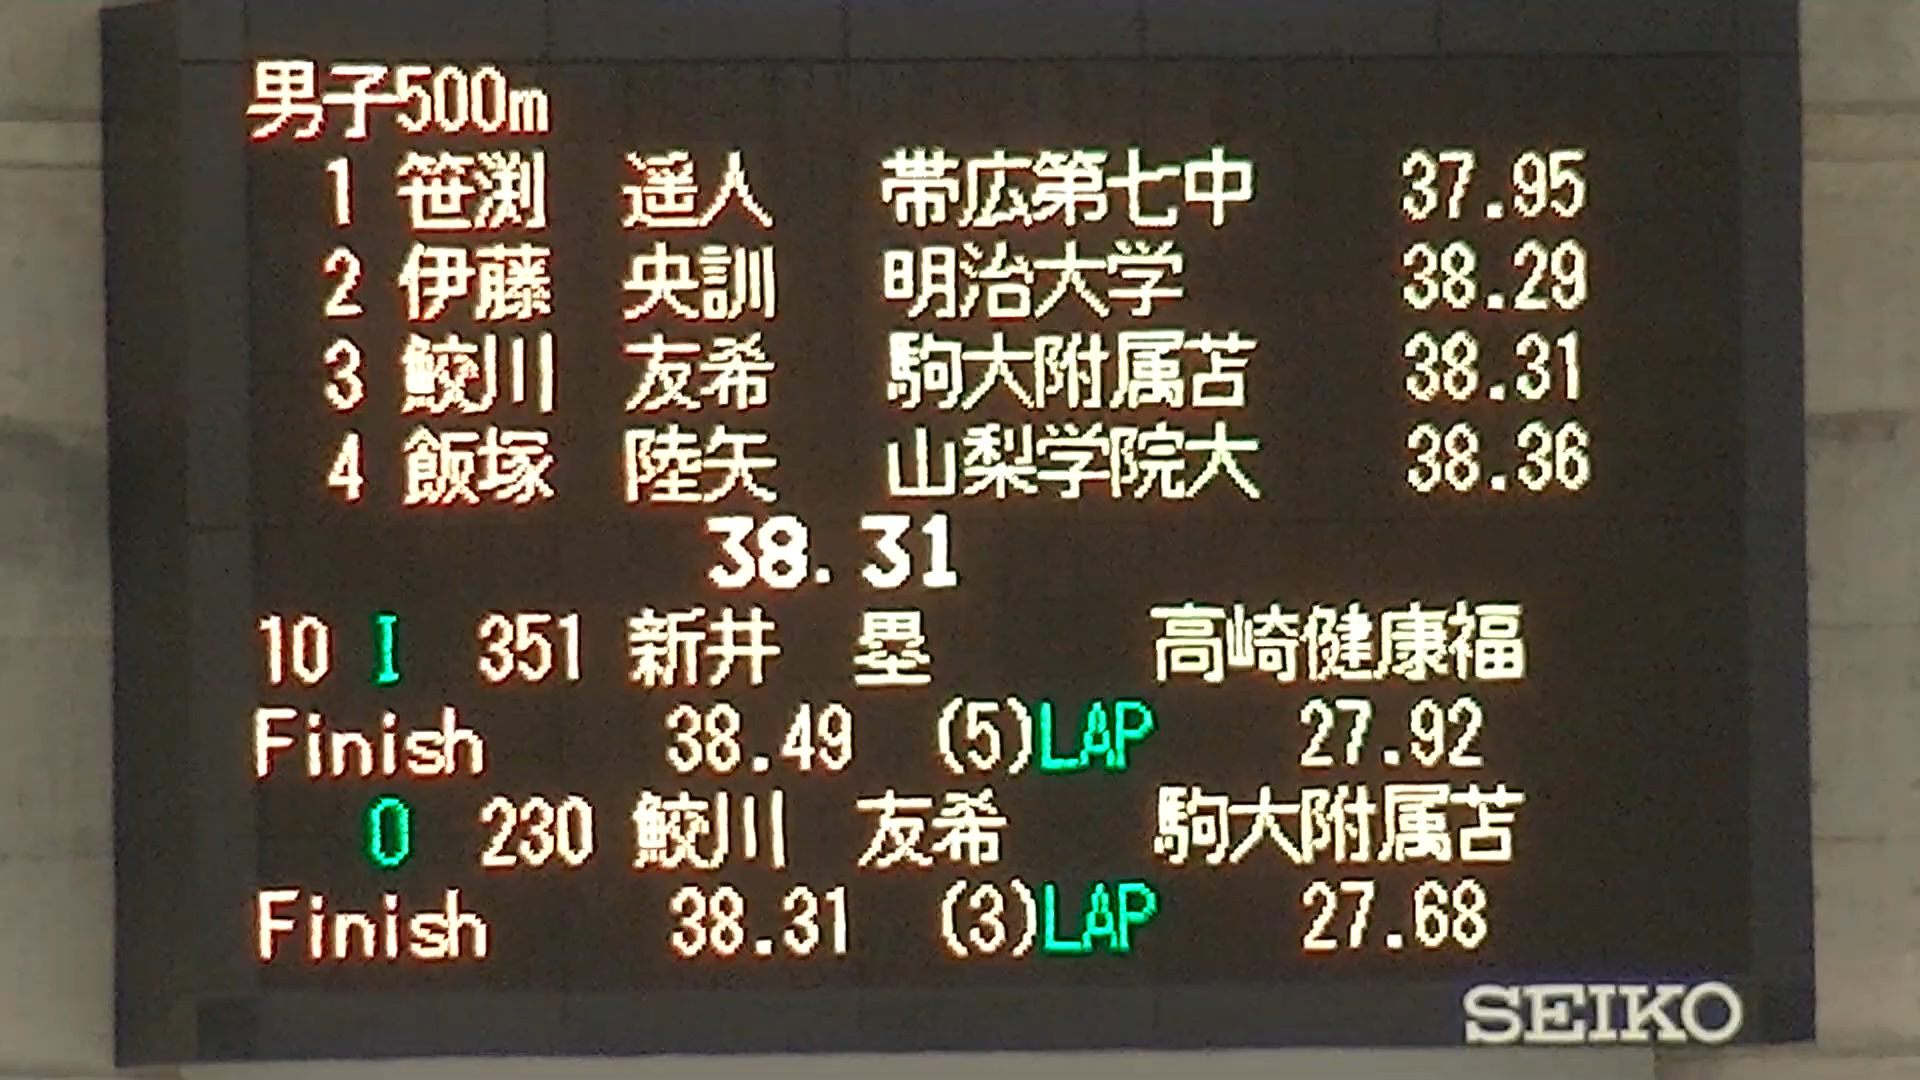 男子500m
1 笹渕 遥人 帯広第七中 37.95
2 伊藤 央訓 明治大学 38.29
3 鮫川 友希 駒大附属苫 38.31
4 飯塚 陸矢 山梨学院大 38.36
38.31
10 I 351 新井 塁 高崎健康福
Finish 38.49 (5)LAP 27.92
O 230 鮫川 友希 駒大附属苫
Finish 38.31 (3)LAP 27.68
SEIKO